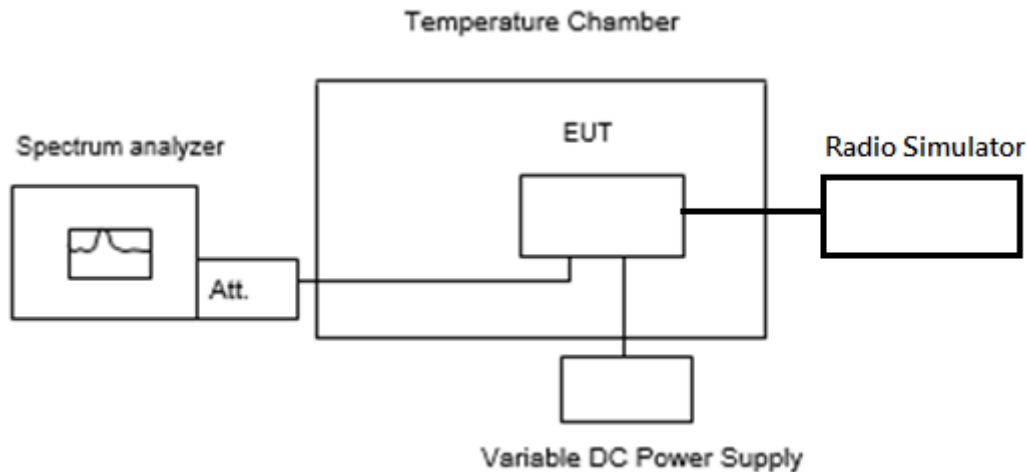 Temperature Chamber
EUT
Spectrum analyzer
Radio Simulator
Att.
Variable DC Power Supply